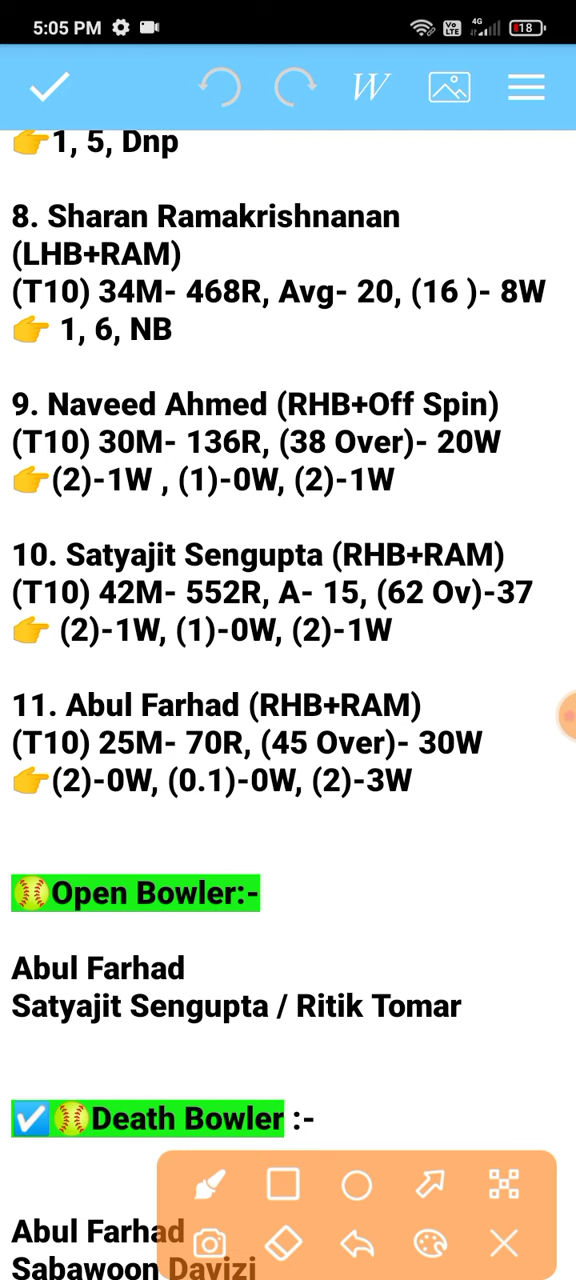 5:05 PM
Vo LTE 4G 18
W
👉1, 5, Dnp
8. Sharan Ramakrishnanan
(LHB+RAM)
(T10) 34M- 468R, Avg- 20, (16 )- 8W
👉 1, 6, NB
9. Naveed Ahmed (RHB+Off Spin)
(T10) 30M- 136R, (38 Over)- 20W
👉(2)-1W , (1)-0W, (2)-1W
10. Satyajit Sengupta (RHB+RAM)
(T10) 42M- 552R, A- 15, (62 Ov)-37
👉 (2)-1W, (1)-0W, (2)-1W
11. Abul Farhad (RHB+RAM)
(T10) 25M- 70R, (45 Over)- 30W
👉(2)-0W, (0.1)-0W, (2)-3W
🥎Open Bowler:-
Abul Farhad
Satyajit Sengupta / Ritik Tomar
☑️🥎Death Bowler :-
Abul Farhad
Sabawoon Davizi